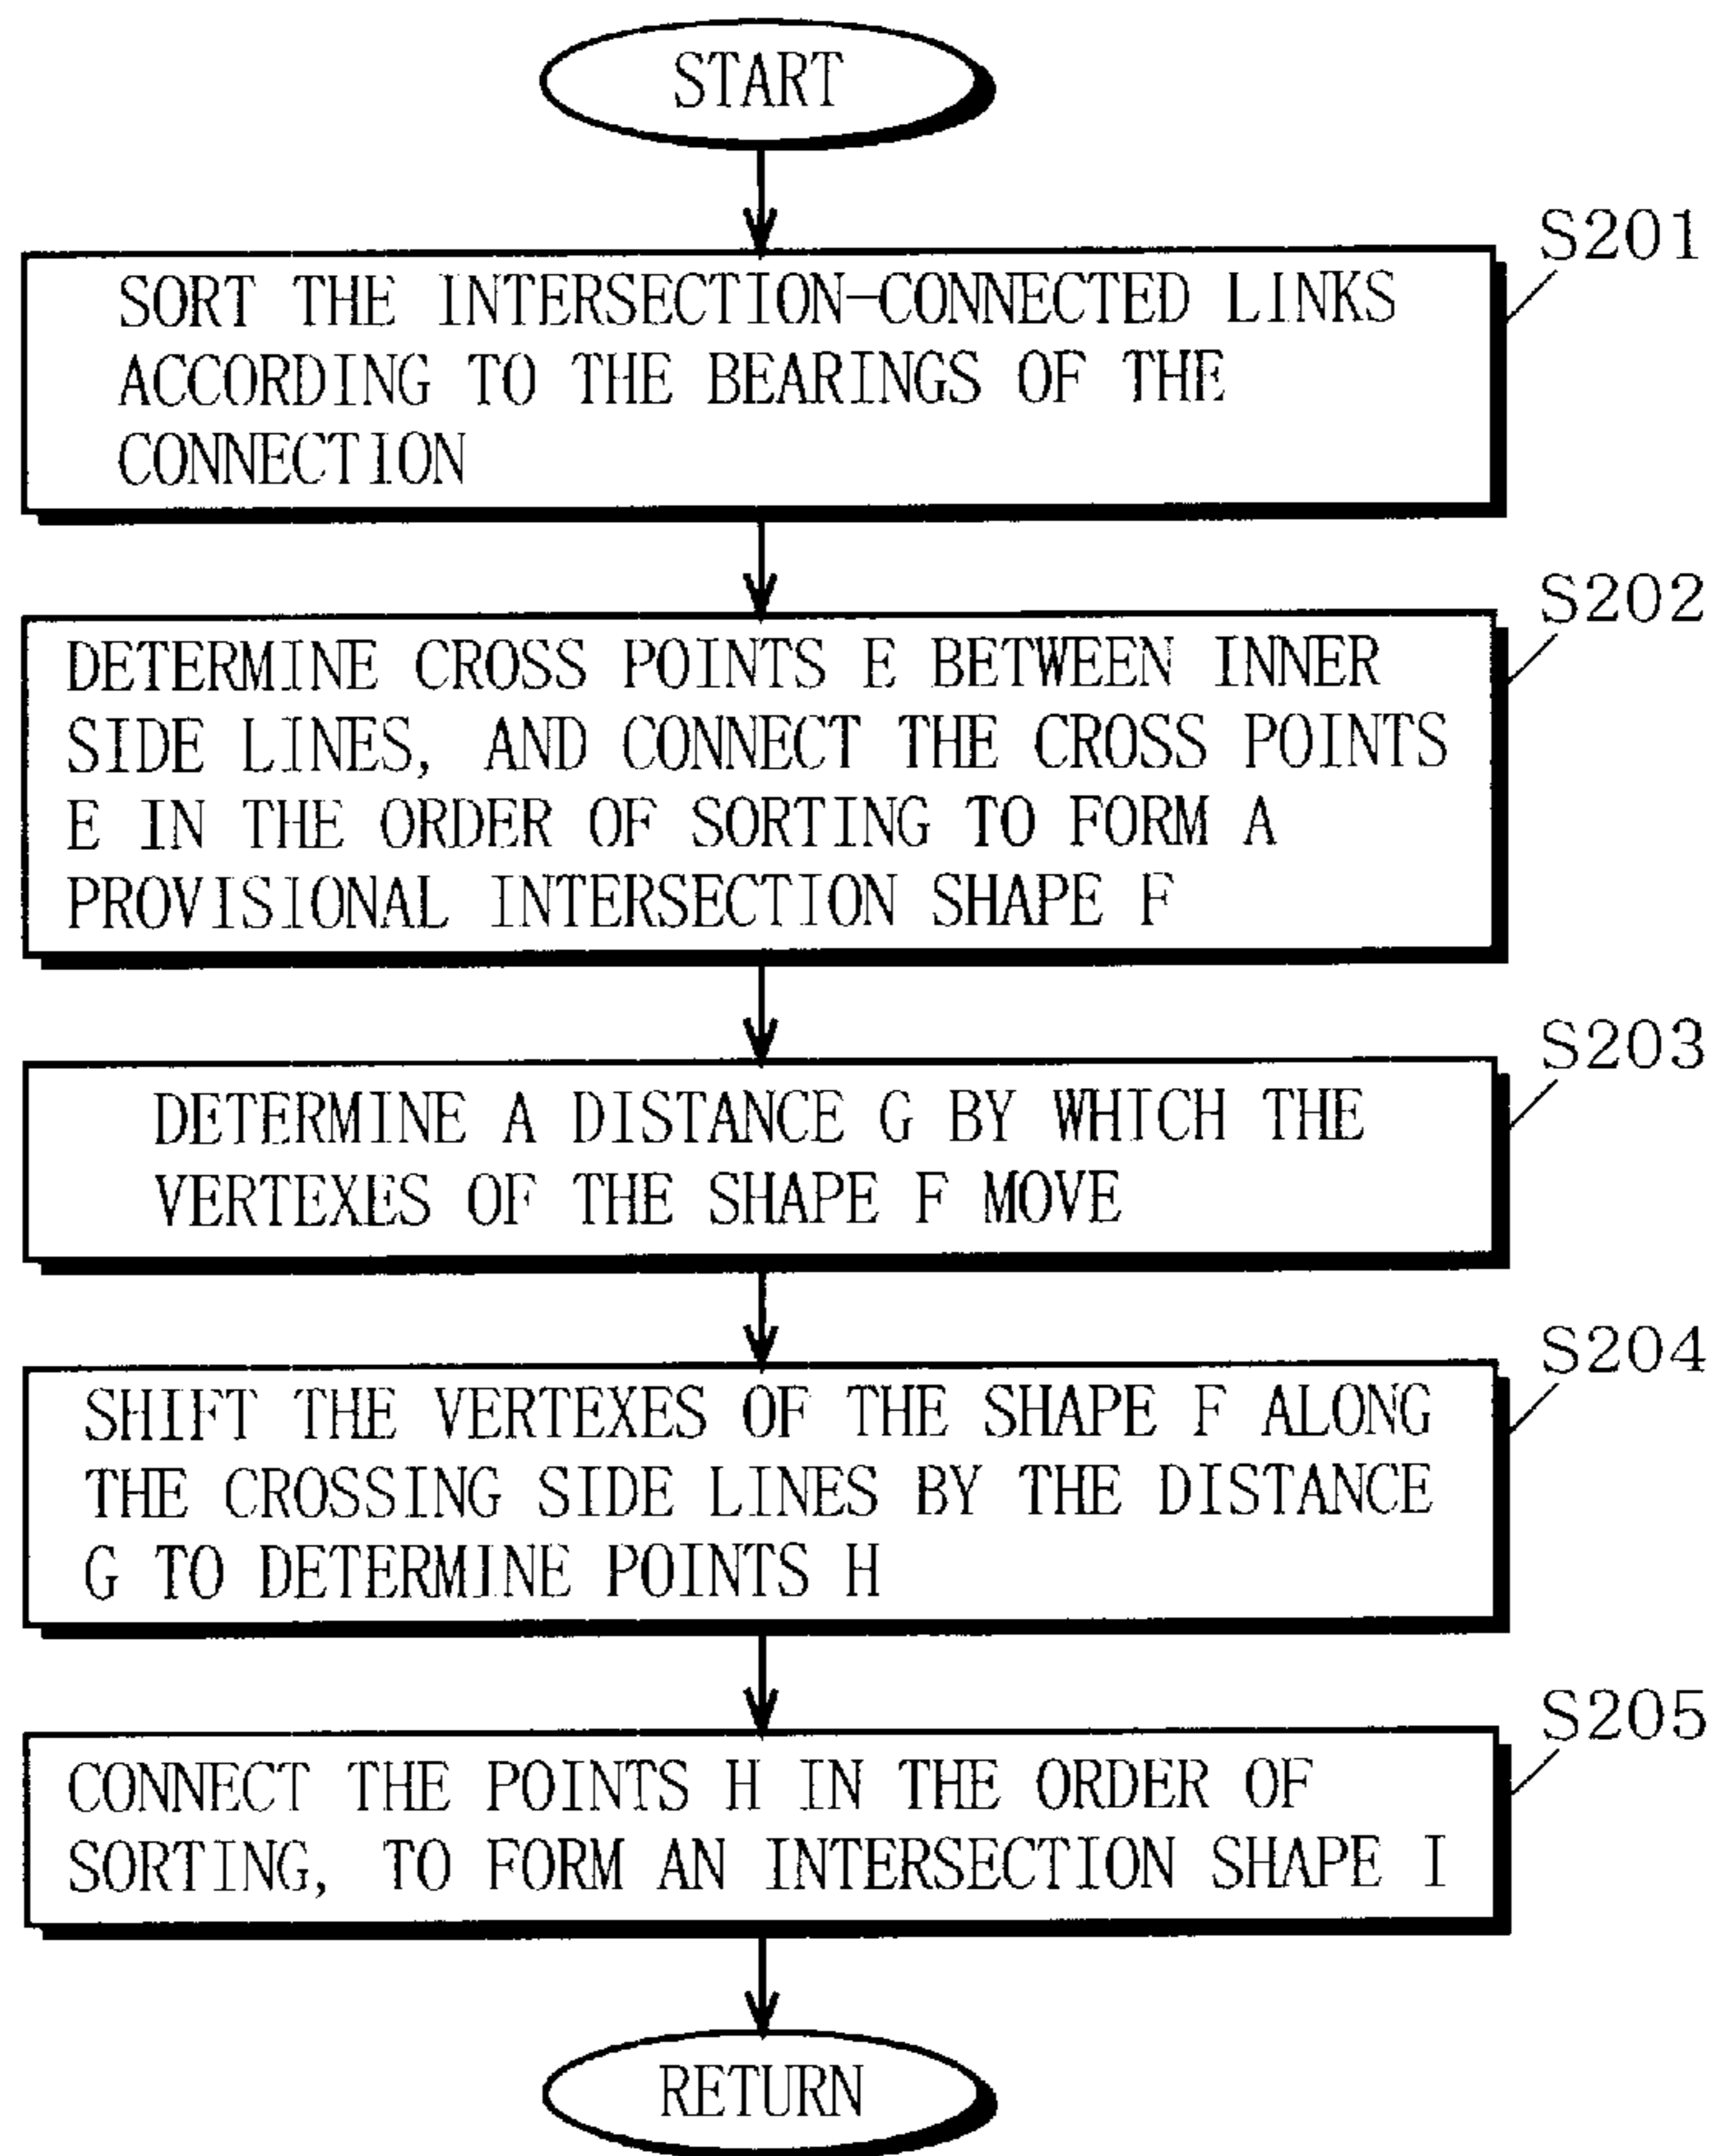 START
S201
SORT THE INTERSECTION-CONNECTED LINKS
ACCORDING TO THE BEARINGS OF THE
CONNECTION
S202
DETERMINE CROSS POINTS E BETWEEN INNER
SIDE LINES, AND CONNECT THE CROSS POINTS
E IN THE ORDER OF SORTING TO FORM A
PROVISIONAL INTERSECTION SHAPE F
S203
DETERMINE A DISTANCE G BY WHICH THE
VERTEXES OF THE SHAPE F MOVE
S204
SHIFT THE VERTEXES OF THE SHAPE F ALONG
THE CROSSING SIDE LINES BY THE DISTANCE
G TO DETERMINE POINTS H
S205
CONNECT THE POINTS H IN THE ORDER OF
SORTING, TO FORM AN INTERSECTION SHAPE I
RETURN